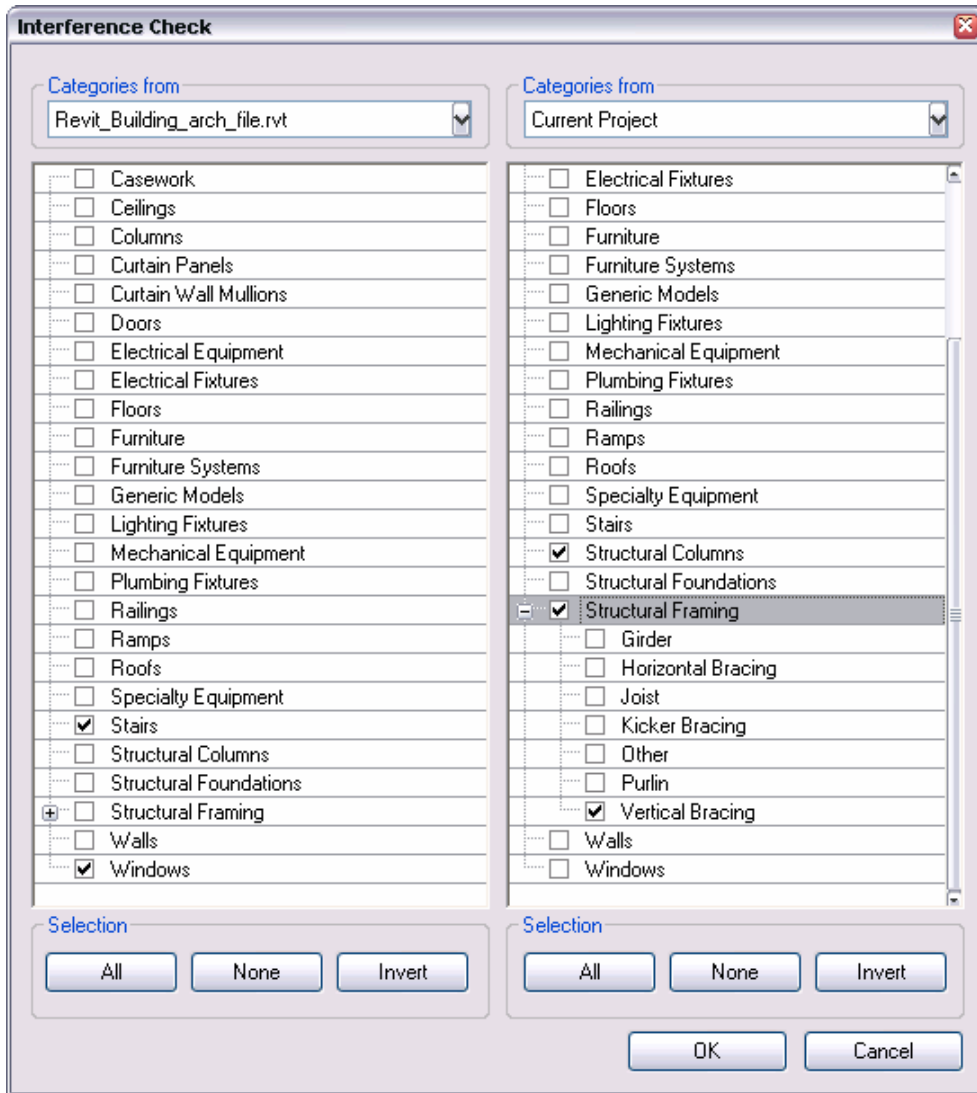 Interference Check
Categories from
Revit_Building_arch_file.rvt
Casework
Ceilings
Columns
Curtain Panels
Curtain Wall Mullions
Doors
Electrical Equipment
Electrical Fixtures
Floors
Furniture
Furniture Systems
Generic Models
Lighting Fixtures
Mechanical Equipment
Plumbing Fixtures
Railings
Ramps
Roofs
Specialty Equipment
Stairs
Structural Columns
Structural Foundations
Structural Framing
Walls
Windows
Selection
All None Invert
Categories from
Current Project
Electrical Fixtures
Floors
Furniture
Furniture Systems
Generic Models
Lighting Fixtures
Mechanical Equipment
Plumbing Fixtures
Railings
Ramps
Roofs
Specialty Equipment
Stairs
Structural Columns
Structural Foundations
Structural Framing
Girder
Horizontal Bracing
Joist
Kicker Bracing
Other
Purlin
Vertical Bracing
Walls
Windows
Selection
All None Invert
OK Cancel